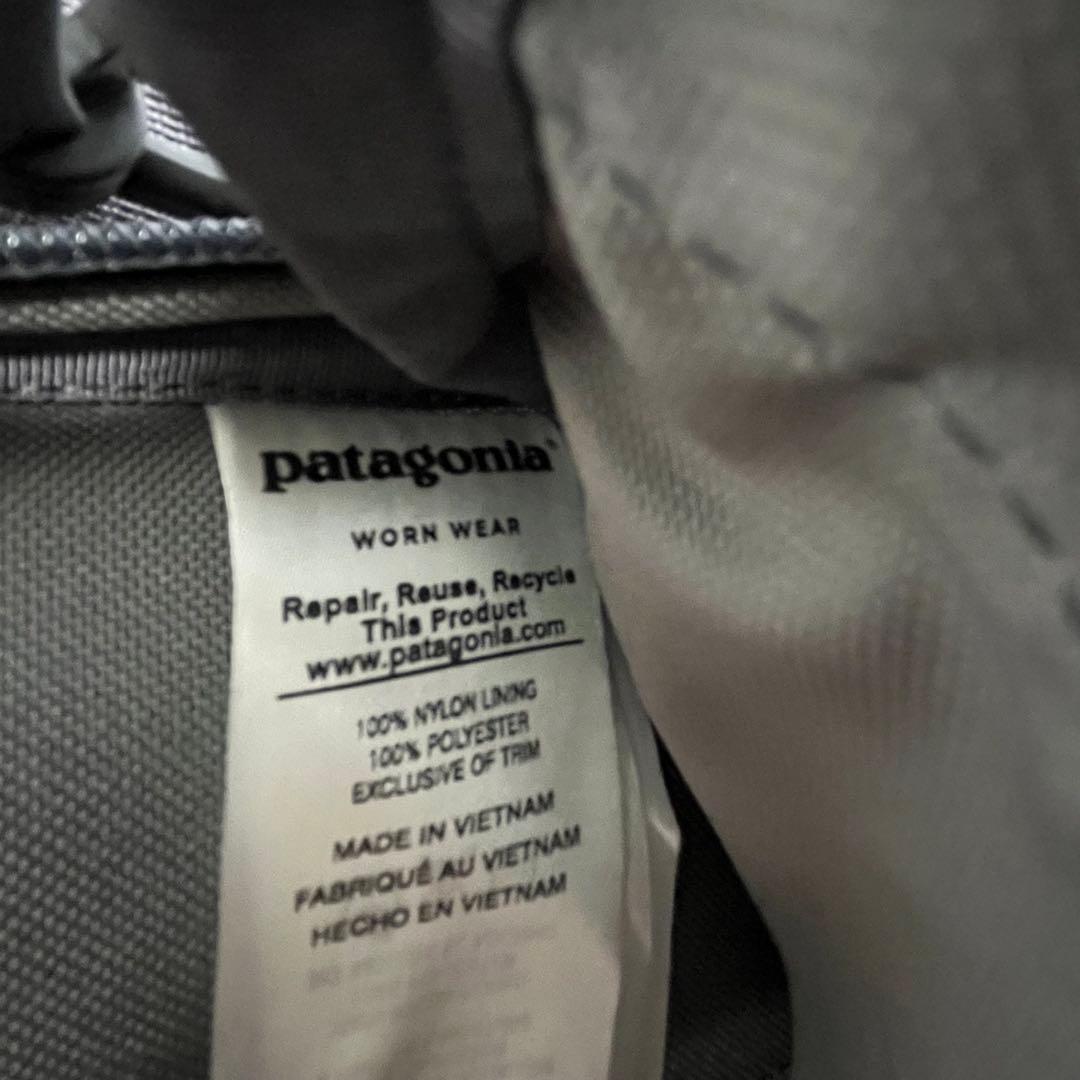 patagonia®
WORN WEAR
Repair, Reuse, Recycle
This Product
www.patagonia.com
100% NYLON LINING
100% POLYESTER
EXCLUSIVE OF TRIM
MADE IN VIETNAM
FABRIQUÉ AU VIETNAM
HECHO EN VIETNAM